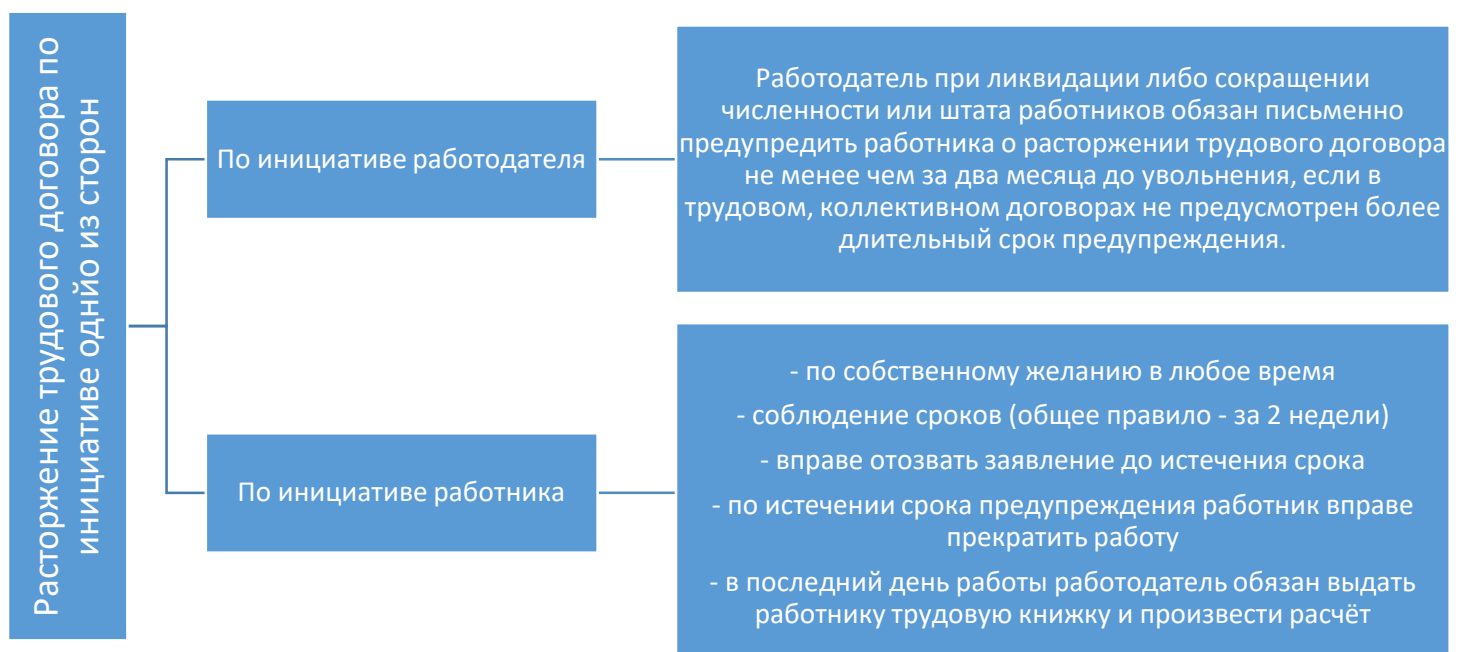 Расторжение трудового договора по
инициативе однйо из сторон
По инициативе работодателя
Работодатель при ликвидации либо сокращении
численности или штата работников обязан письменно
предупредить работника о расторжении трудового договора
не менее чем за два месяца до увольнения, если в
трудовом, коллективном договорах не предусмотрен более
длительный срок предупреждения.
По инициативе работника
- по собственному желанию в любое время
- соблюдение сроков (общее правило - за 2 недели)
- вправе отозвать заявление до истечения срока
- по истечении срока предупреждения работник вправе
прекратить работу
- в последний день работы работодатель обязан выдать
работнику трудовую книжку и произвести расчёт